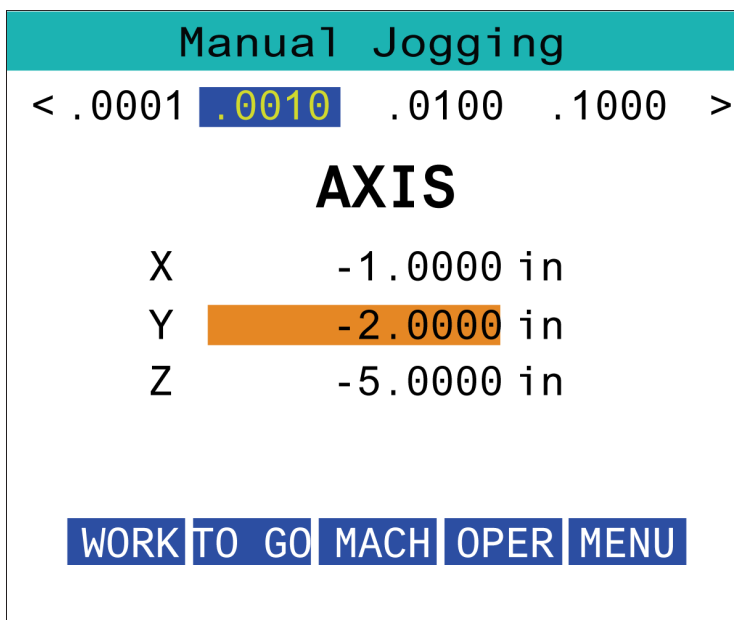 Manual Jogging
< .0001 .0010 .0100 .1000 >
AXIS
X -1.0000 in
Y -2.0000 in
Z -5.0000 in
WORK TO GO MACH OPER MENU